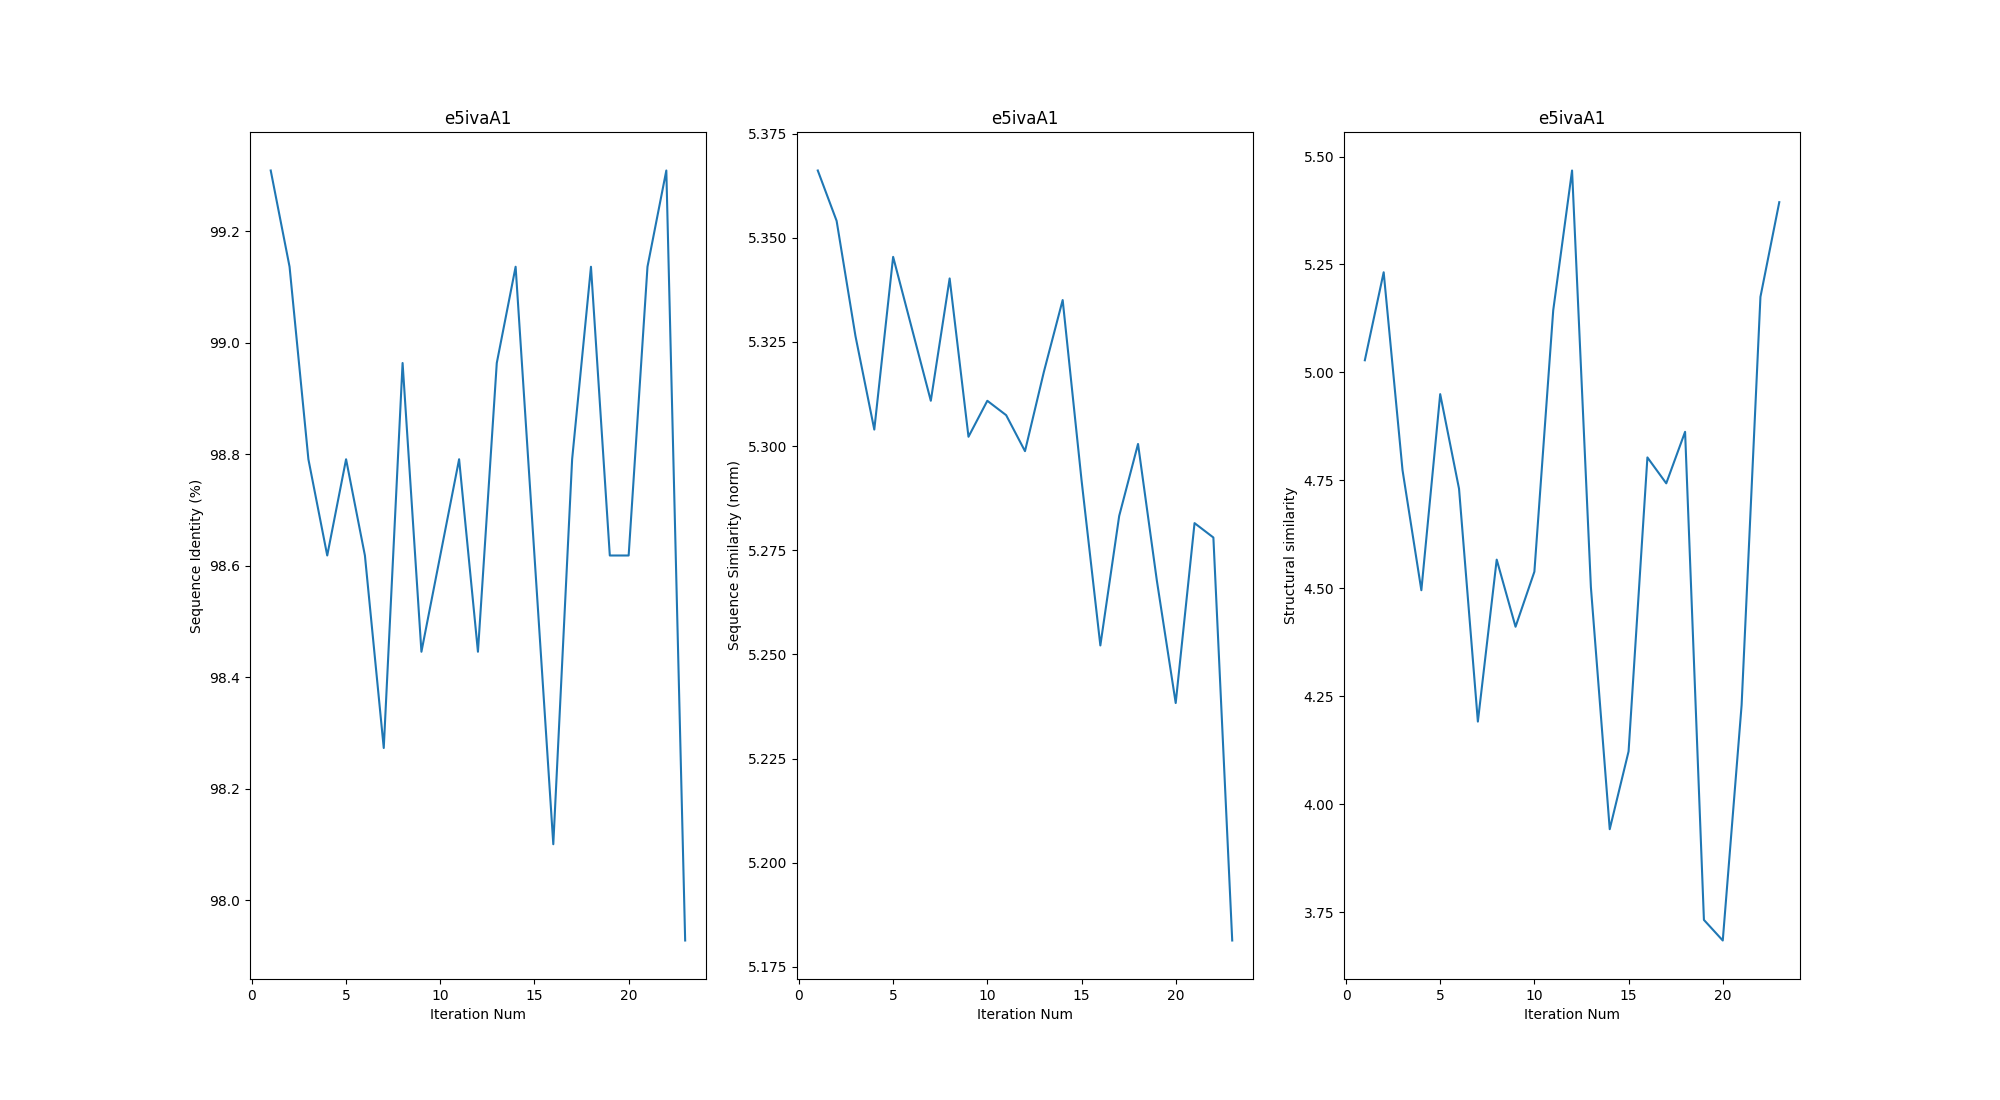 e5ivaA1
99.2
99.0
98.8
98.6
98.4
98.2
98.0
Sequence Identity (%)
0 5 10 15 20
Iteration Num
e5ivaA1
5.375
5.350
5.325
5.300
5.275
5.250
5.225
5.200
5.175
Sequence Similarity (norm)
0 5 10 15 20
Iteration Num
e5ivaA1
5.50
5.25
5.00
4.75
4.50
4.25
4.00
3.75
Structural similarity
0 5 10 15 20
Iteration Num